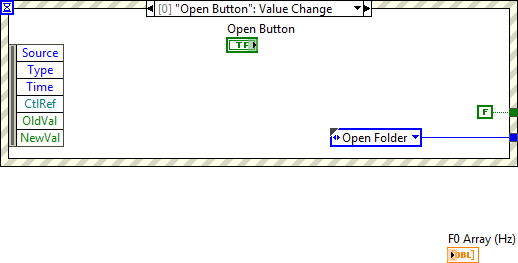 [0] "Open Button": Value Change
Open Button
TF
Source
Type
Time
CtlRef
OldVal
NewVal
F
Open Folder
F0 Array (Hz)
DBL